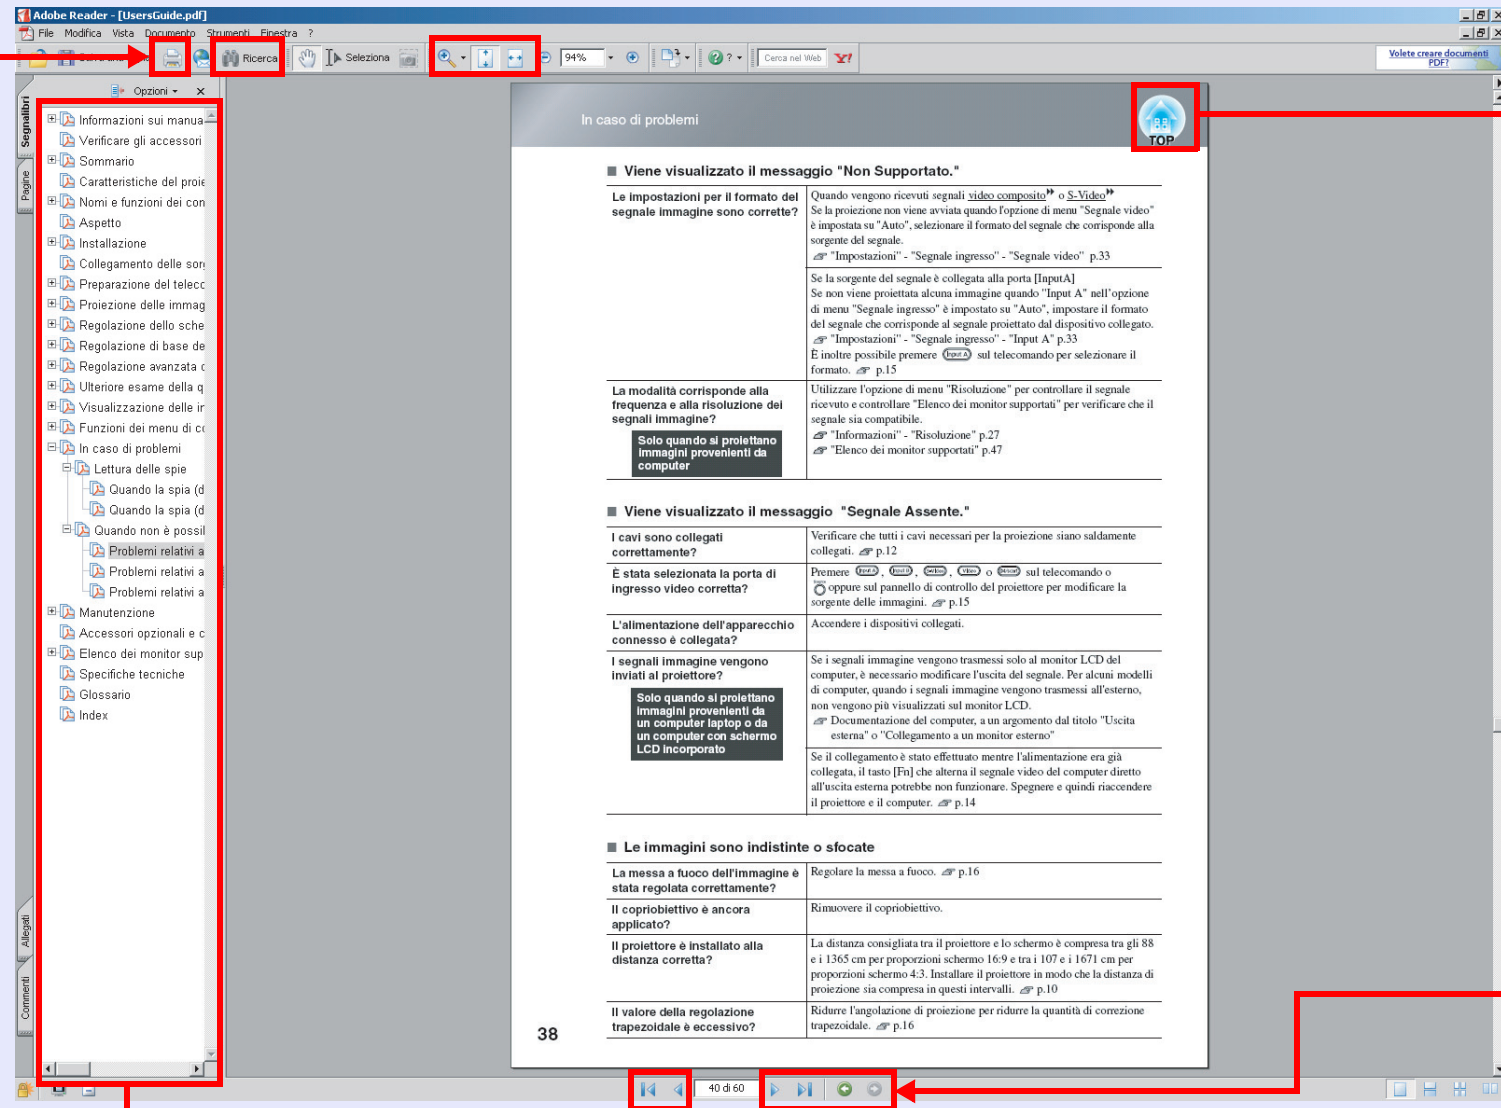 Adobe Reader - [UsersGuide.pdf]
File Modifica Vista Documento Strumenti Finestra ?
Ricerca
Seleziona
94%
?
Cerca nel Web
Y!
Volete creare documenti
PDF?
Opzioni
Segnalibri
Pagine
Allegati
Commenti
Informazioni sui manua
Verificare gli accessori
Sommario
Caratteristiche del proie
Nomi e funzioni dei con
Aspetto
Installazione
Collegamento delle sorg
Preparazione del teleco
Proiezione delle immag
Regolazione dello sche
Regolazione di base de
Regolazione avanzata
Ulteriore esame della q
Visualizzazione delle
Funzioni dei menu di co
In caso di problemi
Lettura delle spie
Quando la spia (d
Quando la spia (d
Quando non è possil
Problemi relativi a
Problemi relativi a
Problemi relativi a
Manutenzione
Accessori opzionali e c
Elenco dei monitor sup
Specifiche tecniche
Glossario
Index
In caso di problemi
TOP
Viene visualizzato il messaggio "Non Supportato."
Le impostazioni per il formato del
segnale immagine sono corrette?
Quando vengono ricevuti segnali video composito o S-Video
Se la proiezione non viene avviata quando l'opzione di menu "Segnale video"
è impostata su "Auto", selezionare il formato del segnale che corrisponde alla
sorgente del segnale.
"Impostazioni" - "Segnale ingresso" - "Segnale video" p.33
Se la sorgente del segnale è collegata alla porta [InputA]
Se non viene proiettata alcuna immagine quando "Input A" nell'opzione
di menu "Segnale ingresso" è impostato su "Auto", impostare il formato
del segnale che corrisponde al segnale proiettato dal dispositivo collegato.
"Impostazioni" - "Segnale ingresso" - "Input A" p.33
È inoltre possibile premere Input A sul telecomando per selezionare il
formato. p.15
La modalità corrisponde alla
frequenza e alla risoluzione dei
segnali immagine?
Solo quando si proiettano
immagini provenienti da
computer
Utilizzare l'opzione di menu "Risoluzione" per controllare il segnale
ricevuto e controllare "Elenco dei monitor supportati" per verificare che il
segnale sia compatibile.
"Informazioni" - "Risoluzione" p.27
"Elenco dei monitor supportati" p.47
Viene visualizzato il messaggio "Segnale Assente."
I cavi sono collegati
correttamente?
Verificare che tutti i cavi necessari per la proiezione siano saldamente
collegati. p.12
È stata selezionata la porta di
ingresso video corretta?
Premere Input A, Input B, S-Video, Video o sul telecomando o
oppure sul pannello di controllo del proiettore per modificare la
sorgente delle immagini. p.15
L'alimentazione dell'apparecchio
connesso è collegata?
Accendere i dispositivi collegati.
I segnali immagine vengono
inviati al proiettore?
Solo quando si proiettano
immagini provenienti da
un computer laptop o da
un computer con schermo
LCD incorporato
Se i segnali immagine vengono trasmessi solo al monitor LCD del
computer, è necessario modificare l'uscita del segnale. Per alcuni modelli
di computer, quando i segnali immagine vengono trasmessi all'esterno,
non vengono più visualizzati sul monitor LCD.
Documentazione del computer, a un argomento dal titolo "Uscita
esterna" o "Collegamento a un monitor esterno"
Se il collegamento è stato effettuato mentre l'alimentazione era già
collegata, il tasto [Fn] che alterna il segnale video del computer diretto
all'uscita esterna potrebbe non funzionare. Spegnere e quindi riaccendere
il proiettore e il computer. p.14
Le immagini sono indistinte o sfocate
La messa a fuoco dell'immagine è
stata regolata correttamente?
Regolare la messa a fuoco. p.16
Il copriobiettivo è ancora
applicato?
Rimuovere il copriobiettivo.
Il proiettore è installato alla
distanza corretta?
La distanza consigliata tra il proiettore e lo schermo è compresa tra gli 88
e i 1365 cm per proporzioni schermo 16:9 e tra i 107 e i 1671 cm per
proporzioni schermo 4:3. Installare il proiettore in modo che la distanza di
proiezione sia compresa in questi intervalli. p.10
Il valore della regolazione
trapezoidale è eccessivo?
Ridurre l'angolazione di proiezione per ridurre la quantità di correzione
trapezoidale. p.16
38
40 di 60